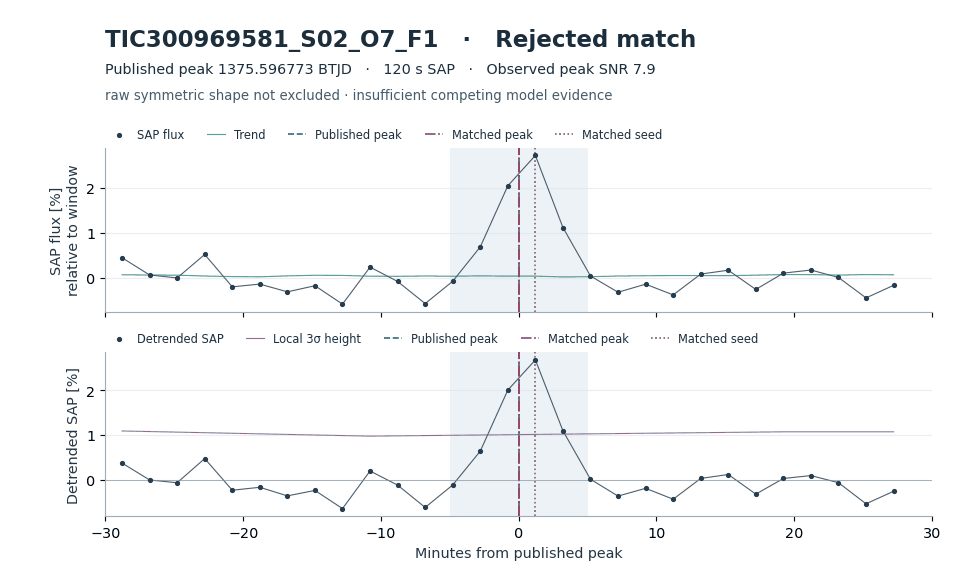 TIC300969581_S02_O7_F1 · Rejected match
Published peak 1375.596773 BTJD · 120 s SAP · Observed peak SNR 7.9
raw symmetric shape not excluded · insufficient competing model evidence
SAP flux Trend Published peak Matched peak Matched seed
SAP flux [%]
relative to window
2
1
0
Detrended SAP Local 3σ height Published peak Matched peak Matched seed
Detrended SAP [%]
2
1
0
−30 −20 −10 0 10 20 30
Minutes from published peak